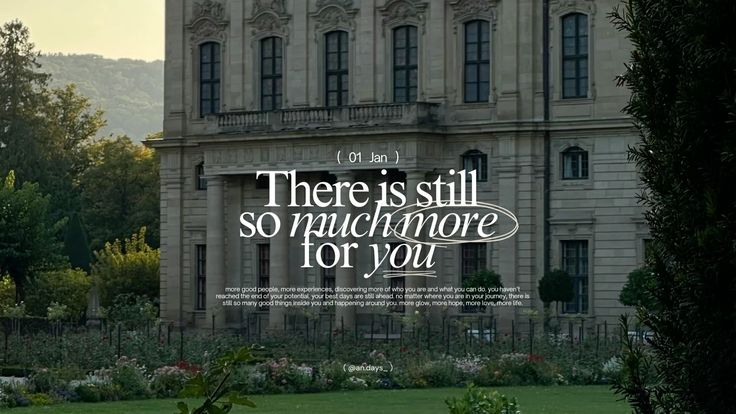 ( 01 Jan )
There is still
so much more
for you
more good people, more experiences, discovering more of who you are and what you can do. you haven't
reached the end of your potential. your best days are still ahead. no matter where you are in your journey, there is
still so many good things inside you and happening around you. more glow, more hope, more love, more life.
( @an.days_ )